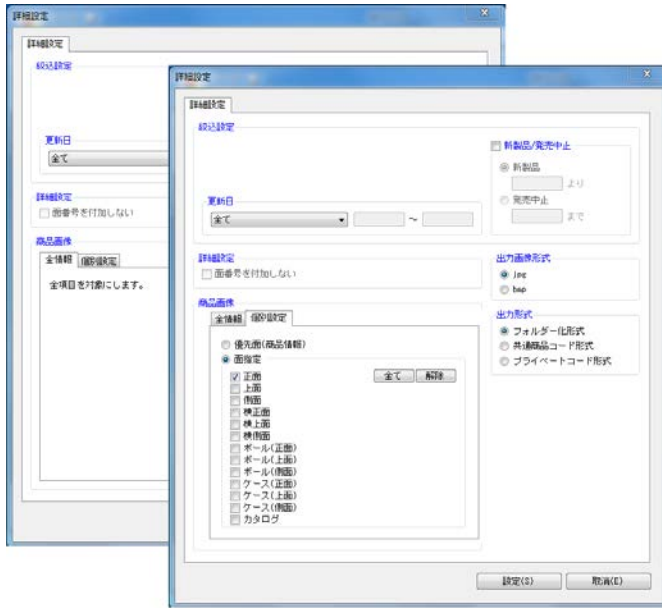 詳細設定
詳細設定
絞込設定
更新日
全て
詳細設定
面番号を付加しない
商品画像
全情報 個別設定
全項目を対象にします。
詳細設定
詳細設定
絞込設定
新製品/発売中止
新製品
より
発売中止
まで
更新日
全て ～
詳細設定
面番号を付加しない
出力画像形式
jpg
bmp
出力形式
フォルダー化形式
共通商品コード形式
プライベートコード形式
商品画像
全情報 個別設定
優先面(商品情報)
面指定
正面 全て 解除
上面
側面
検正面
検上面
検側面
ボール(正面)
ボール(上面)
ボール(側面)
ケース(正面)
ケース(上面)
ケース(側面)
カタログ
設定(S) 取消(E)